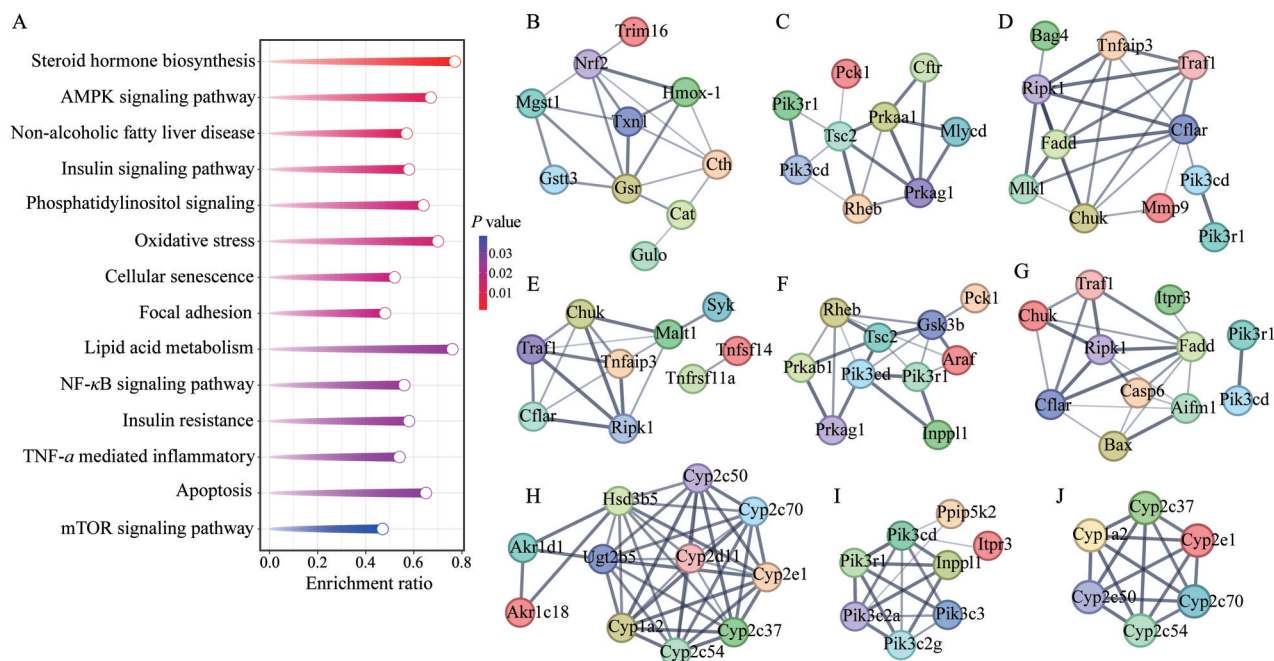 A
Steroid hormone biosynthesis
AMPK signaling pathway
Non-alcoholic fatty liver disease
Insulin signaling pathway
Phosphatidylinositol signaling
Oxidative stress
Cellular senescence
Focal adhesion
Lipid acid metabolism
NF-κB signaling pathway
Insulin resistance
TNF-a mediated inflammatory
Apoptosis
mTOR signaling pathway
0.0 0.2 0.4 0.6 0.8
Enrichment ratio
P value
0.03
0.02
0.01
B
Trim16
Nrf2
Mgst1
Hmox-1
Txn1
Cth
Gstt3
Gsr
Cat
Gulo
C
Pck1
Cftr
Pik3r1
Tsc2
Prkaa1
Mlycd
Pik3cd
Rheb
Prkag1
D
Bag4
Tnfaip3
Traf1
Ripk1
Cflar
Fadd
Pik3cd
Mlk1
Chuk
Mmp9
Pik3r1
E
Chuk
Syk
Malt1
Traf1
Tnfaip3
Tnfsf14
Tnfrsf11a
Cflar
Ripk1
F
Rheb
Pck1
Tsc2
Gsk3b
Araf
Prkab1
Pik3cd
Pik3r1
Prkag1
Inppl1
G
Traf1
Itpr3
Chuk
Ripk1
Fadd
Pik3r1
Casp6
Cflar
Aifm1
Pik3cd
Bax
H
Cyp2c50
Hsd3b5
Cyp2c70
Akr1d1
Ugt2b5
Cyp2d11
Cyp2e1
Akr1c18
Cyp1a2
Cyp2c37
Cyp2c54
I
Ppip5k2
Pik3cd
Itpr3
Pik3r1
Inppl1
Pik3c2a
Pik3c3
Pik3c2g
J
Cyp2c37
Cyp1a2
Cyp2e1
Cyp2c50
Cyp2c70
Cyp2c54